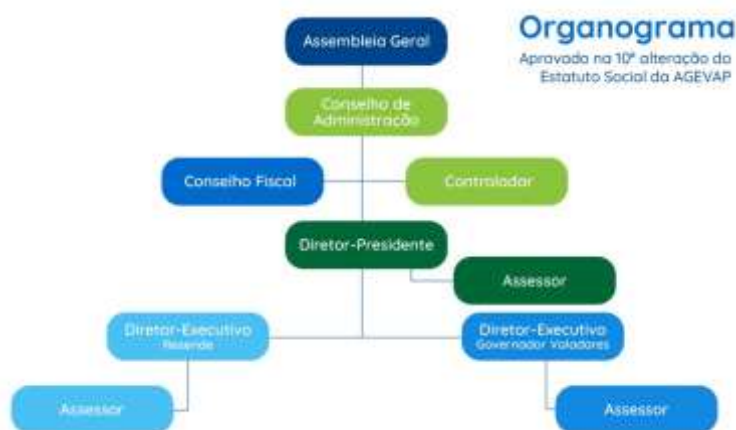 Organograma
Aprovado na 10ª alteração do
Estatuto Social da AGEVAP
Assembleia Geral
Conselho de
Administração
Conselho Fiscal
Controlador
Diretor-Presidente
Assessor
Diretor-Executivo
Resende
Diretor-Executivo
Governador Valadares
Assessor
Assessor